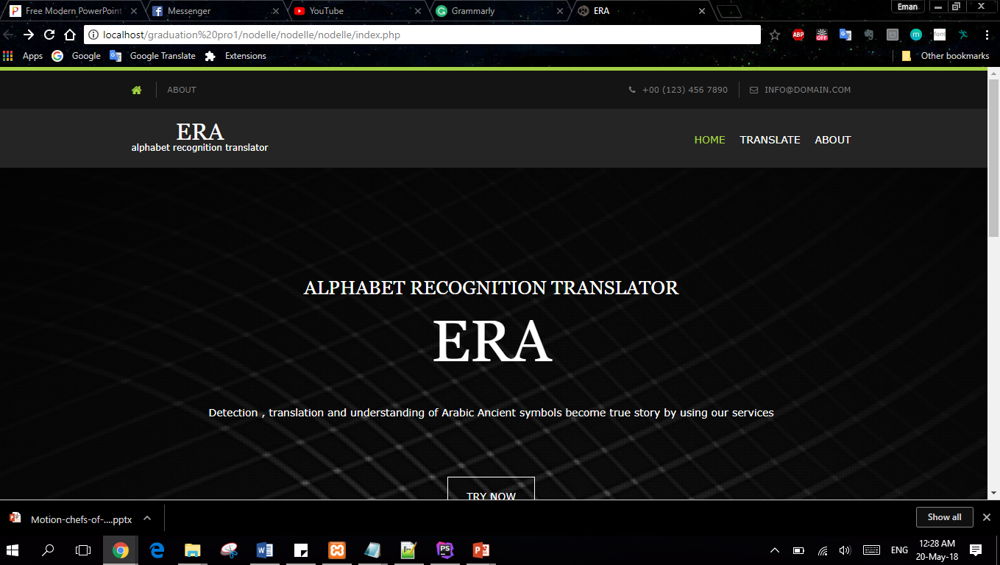 Free Modern PowerPoint
Messenger
YouTube
Grammarly
ERA
Eman
localhost/graduation%20pro1/nodelle/nodelle/nodelle/index.php
ABP
OFF
m
font
Apps
Google
Google Translate
Extensions
Other bookmarks
ABOUT
+00 (123) 456 7890
INFO@DOMAIN.COM
ERA
alphabet recognition translator
HOME
TRANSLATE
ABOUT
ALPHABET RECOGNITION TRANSLATOR
ERA
Detection , translation and understanding of Arabic Ancient symbols become true story by using our services
TRY NOW
Motion-chefs-of-....pptx
Show all
ENG
12:28 AM
20-May-18